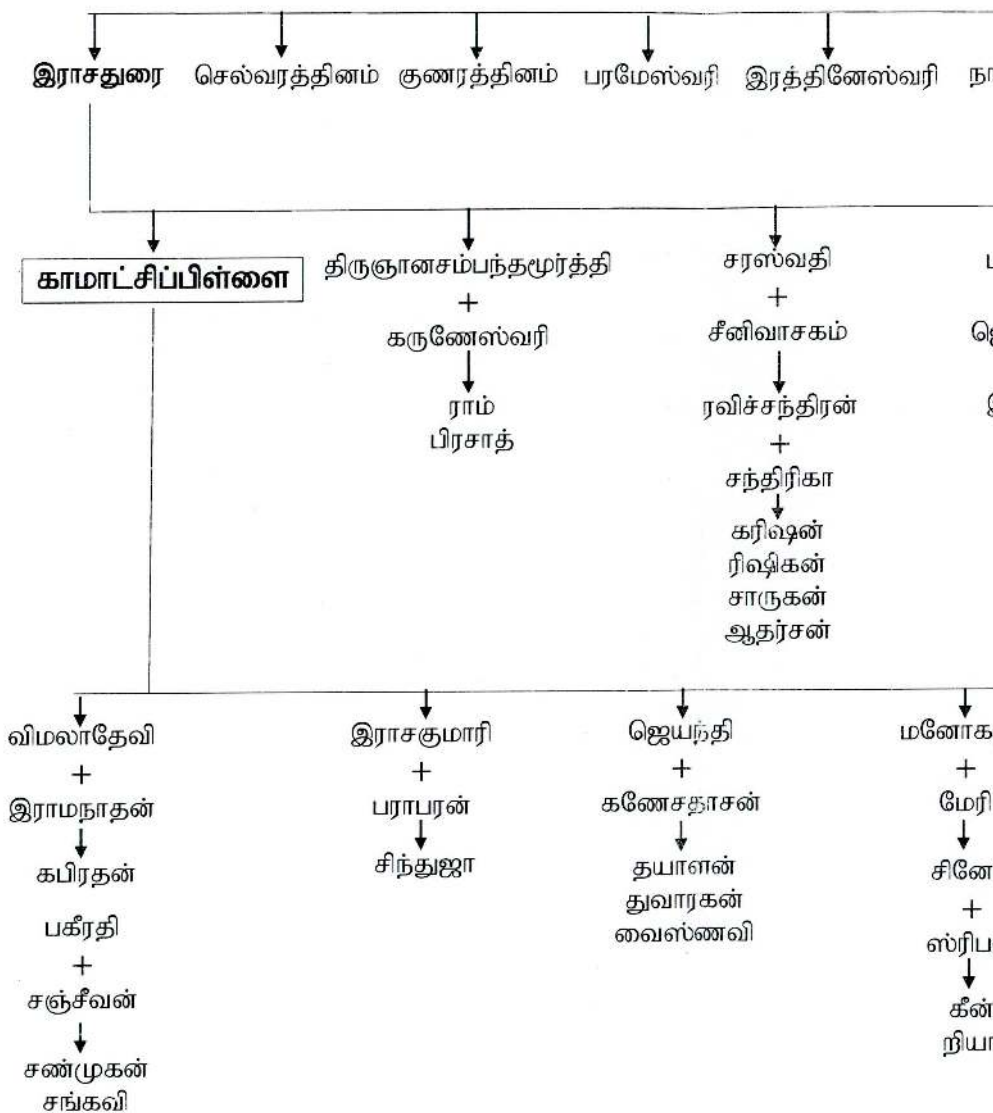 இராசதுரை செல்வரத்தினம் குணரத்தினம் பரமேஸ்வரி இரத்தினேஸ்வரி
காமாட்சிப்பிள்ளை திருஞானசம்பந்தமூர்த்தி சரஸ்வதி
+ +
கருணேஸ்வரி சீனிவாசகம்
ராம் ரவிச்சந்திரன்
பிரசாத்
+
சந்திரிகா
கரிஷன்
ரிஷிகன்
சாருகன்
ஆதர்சன்
விமலாதேவி இராசகுமாரி ஜெயந்தி
+ + + +
இராமநாதன் பராபரன் கணேசதாசன் மேரி
கபிரதன் சிந்துஜா தயாளன்
துவாரகன்
பகீரதி வைஸ்ணவி
+ +
சஞ்சீவன்
சண்முகன்
சங்கவி